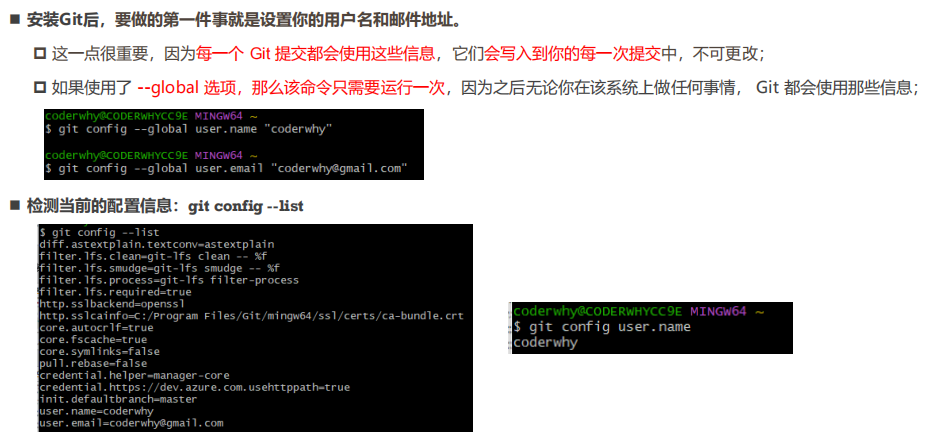 安装Git后，要做的第一件事就是设置你的用户名和邮件地址。
这一点很重要，因为每一个 Git 提交都会使用这些信息，它们会写入到你的每一次提交中，不可更改；
如果使用了 --global 选项，那么该命令只需要运行一次，因为之后无论你在该系统上做任何事情， Git 都会使用那些信息；
coderwhy@CODERWHYCC9E MINGW64 ~
$ git config --global user.name "coderwhy"
coderwhy@CODERWHYCC9E MINGW64 ~
$ git config --global user.email "coderwhy@gmail.com"
检测当前的配置信息：git config --list
$ git config --list
diff.astextplain.textconv=astextplain
filter.lfs.clean=git-lfs clean -- %f
filter.lfs.smudge=git-lfs smudge -- %f
filter.lfs.process=git-lfs filter-process
filter.lfs.required=true
http.sslbackend=openssl
http.sslcainfo=C:/Program Files/Git/mingw64/ssl/certs/ca-bundle.crt
core.autocrlf=true
core.fscache=true
core.symlinks=false
pull.rebase=false
credential.helper=manager-core
credential.https://dev.azure.com.usehttppath=true
init.defaultbranch=master
user.name=coderwhy
user.email=coderwhy@gmail.com
coderwhy@CODERWHYCC9E MINGW64 ~
$ git config user.name
coderwhy